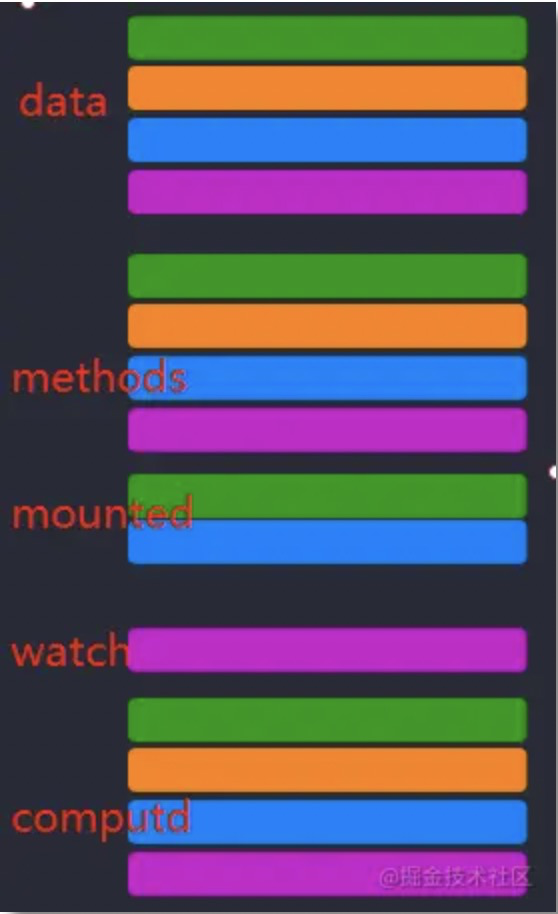 data
methods
mounted
watch
computd
@掘金技术社区